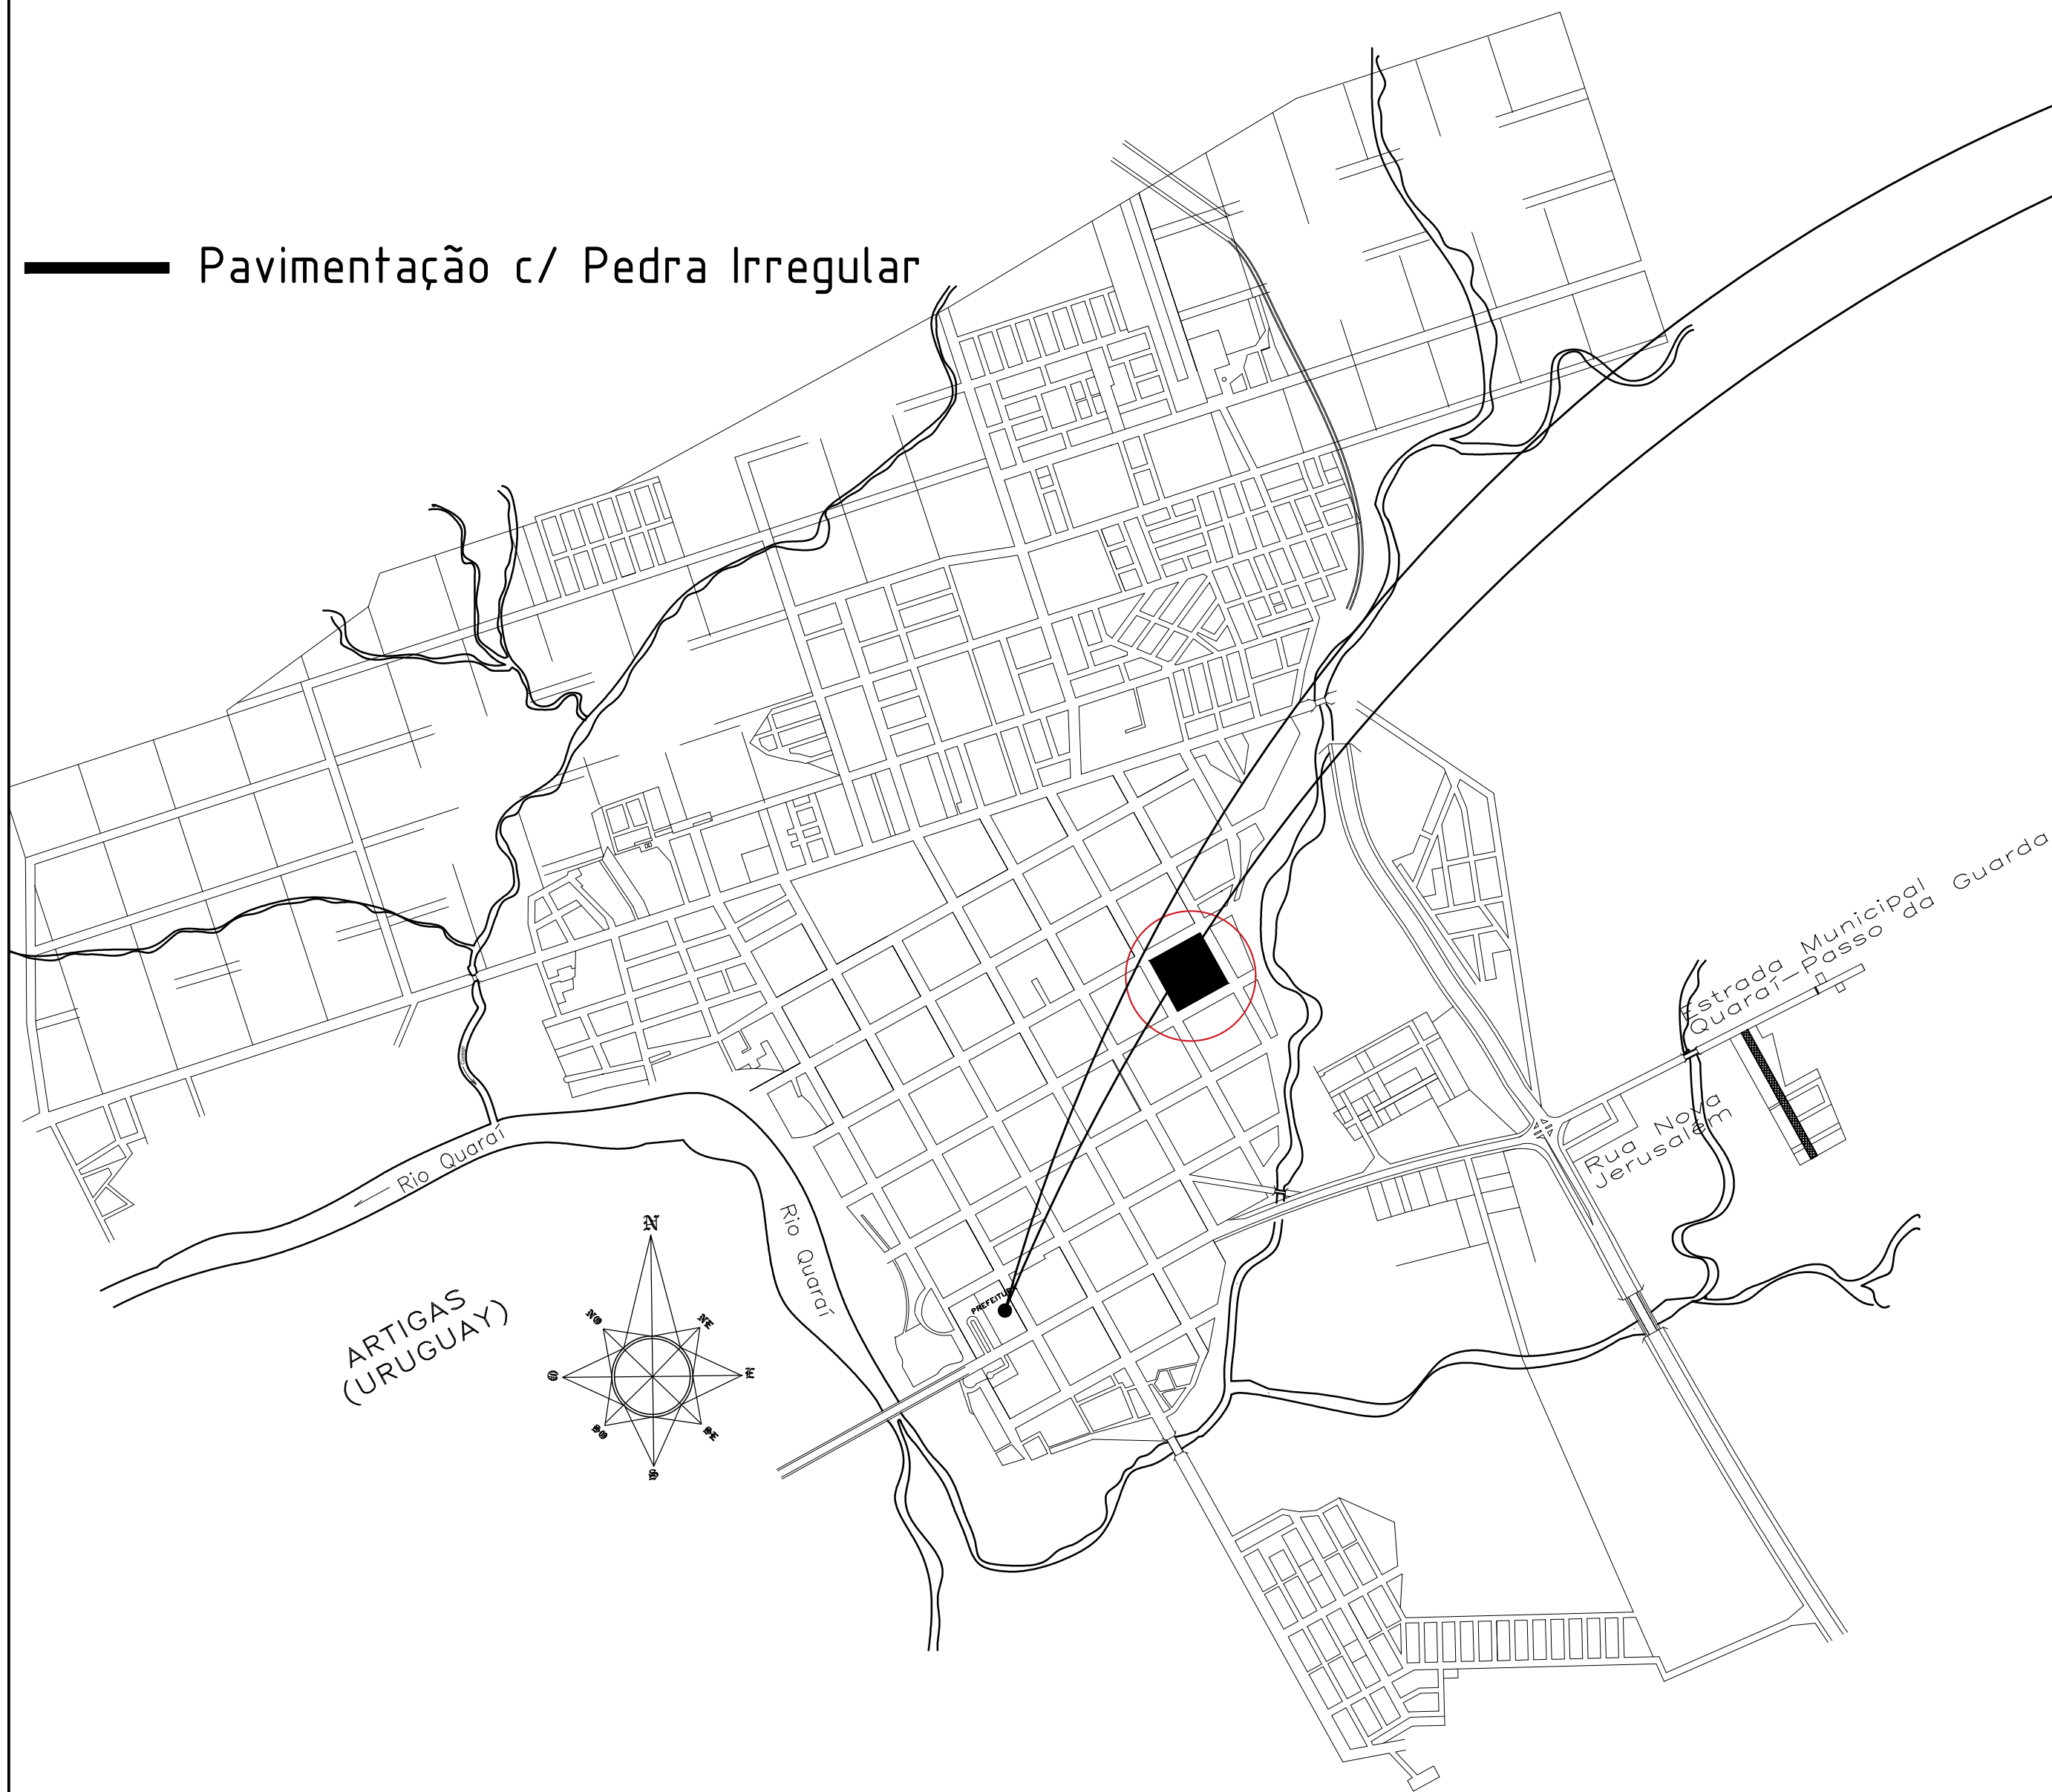 Pavimentação c/ Pedra Irregular
Estrada Municipal
Quaraí-Passo da Guarda
Rua Nova
Jerusalém
Rio Quaraí
Rio Quaraí
ARTIGAS
(URUGUAY)
PREFEITURA
N
NO
NE
O
E
SO
SE
S